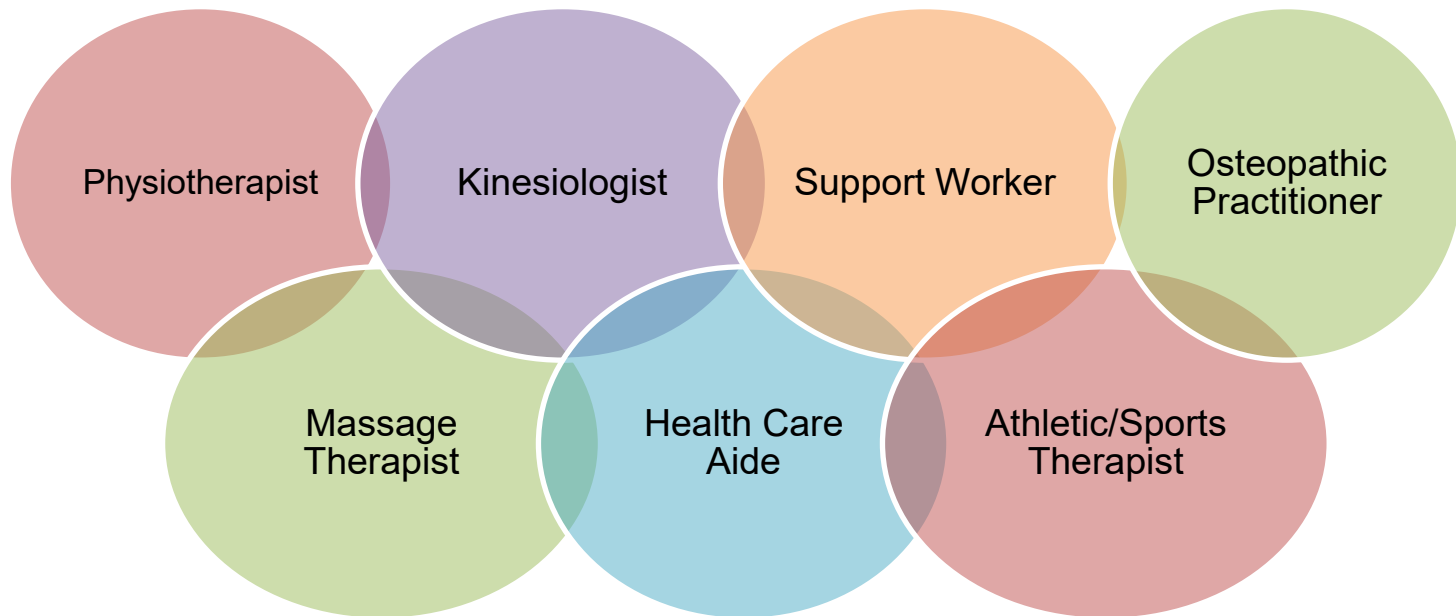 Physiotherapist
Kinesiologist
Support Worker
Osteopathic
Practitioner
Massage
Therapist
Health Care
Aide
Athletic/Sports
Therapist